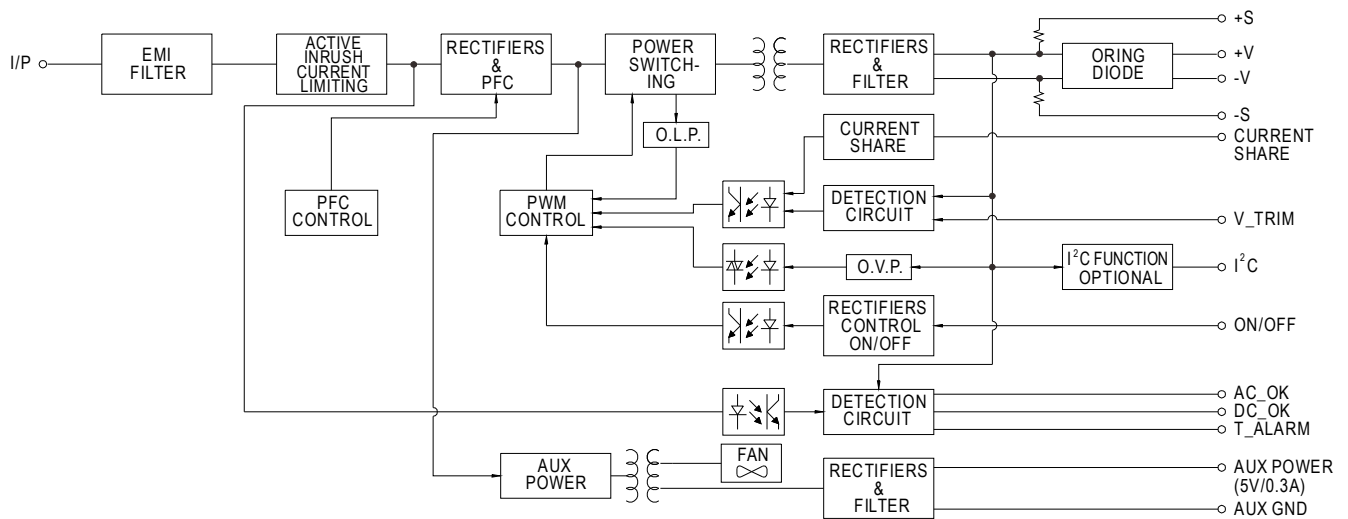 I/P
EMI
FILTER
ACTIVE
INRUSH
CURRENT
LIMITING
RECTIFIERS
&
PFC
POWER
SWITCH-
ING
RECTIFIERS
&
FILTER
ORING
DIODE
+S
+V
-V
-S
O.L.P.
CURRENT
SHARE
CURRENT
SHARE
PFC
CONTROL
PWM
CONTROL
DETECTION
CIRCUIT
V_TRIM
O.V.P.
I²C FUNCTION
OPTIONAL
I²C
RECTIFIERS
CONTROL
ON/OFF
ON/OFF
DETECTION
CIRCUIT
AC_OK
DC_OK
T_ALARM
AUX
POWER
FAN
RECTIFIERS
&
FILTER
AUX POWER
(5V/0.3A)
AUX GND